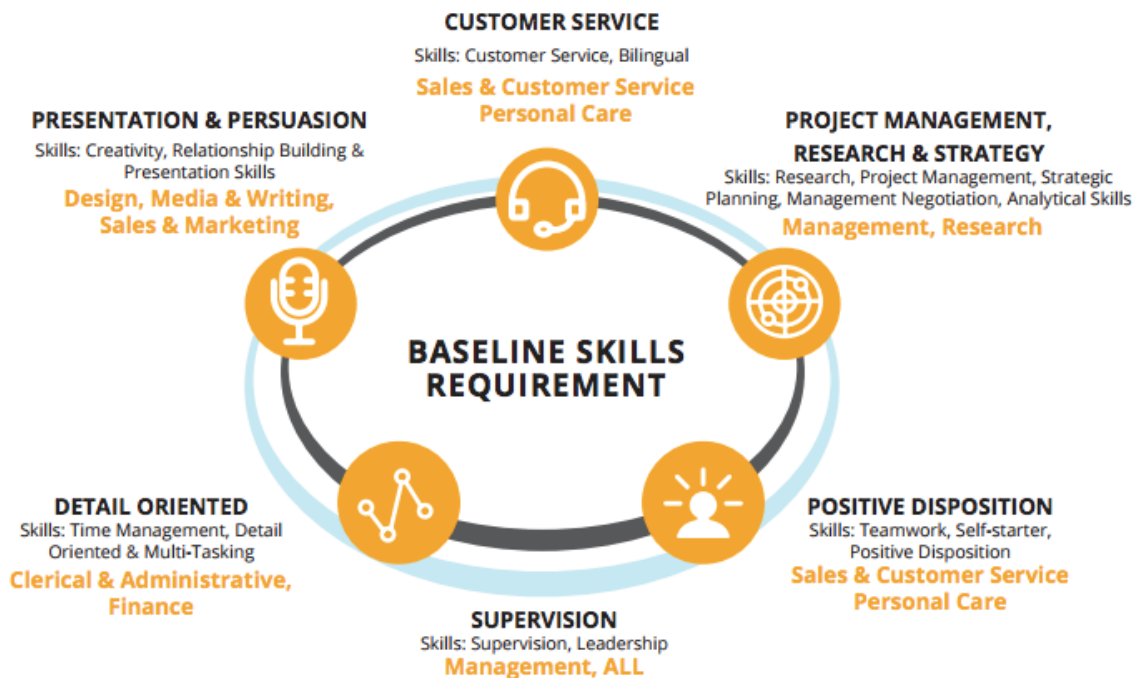 CUSTOMER SERVICE
Skills: Customer Service, Bilingual
Sales & Customer Service
Personal Care
PRESENTATION & PERSUASION
Skills: Creativity, Relationship Building &
Presentation Skills
Design, Media & Writing,
Sales & Marketing
PROJECT MANAGEMENT,
RESEARCH & STRATEGY
Skills: Research, Project Management, Strategic
Planning, Management Negotiation, Analytical Skills
Management, Research
BASELINE SKILLS
REQUIREMENT
DETAIL ORIENTED
Skills: Time Management, Detail
Oriented & Multi-Tasking
Clerical & Administrative,
Finance
POSITIVE DISPOSITION
Skills: Teamwork, Self-starter,
Positive Disposition
Sales & Customer Service
Personal Care
SUPERVISION
Skills: Supervision, Leadership
Management, ALL